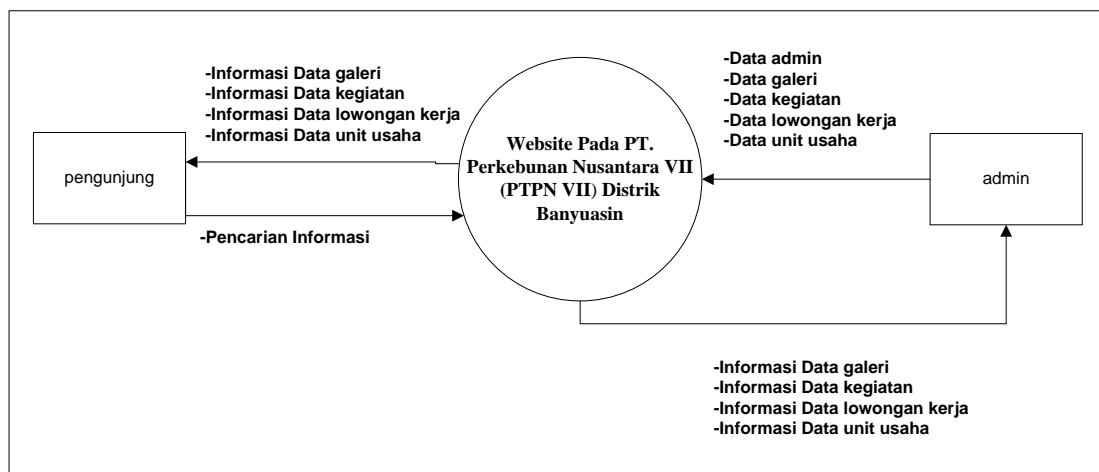 -Informasi Data galeri
-Informasi Data kegiatan
-Informasi Data lowongan kerja
-Informasi Data unit usaha
pengunjung
-Pencarian Informasi
Website Pada PT.
Perkebunan Nusantara VII
(PTPN VII) Distrik
Banyuasin
-Data admin
-Data galeri
-Data kegiatan
-Data lowongan kerja
-Data unit usaha
admin
-Informasi Data galeri
-Informasi Data kegiatan
-Informasi Data lowongan kerja
-Informasi Data unit usaha